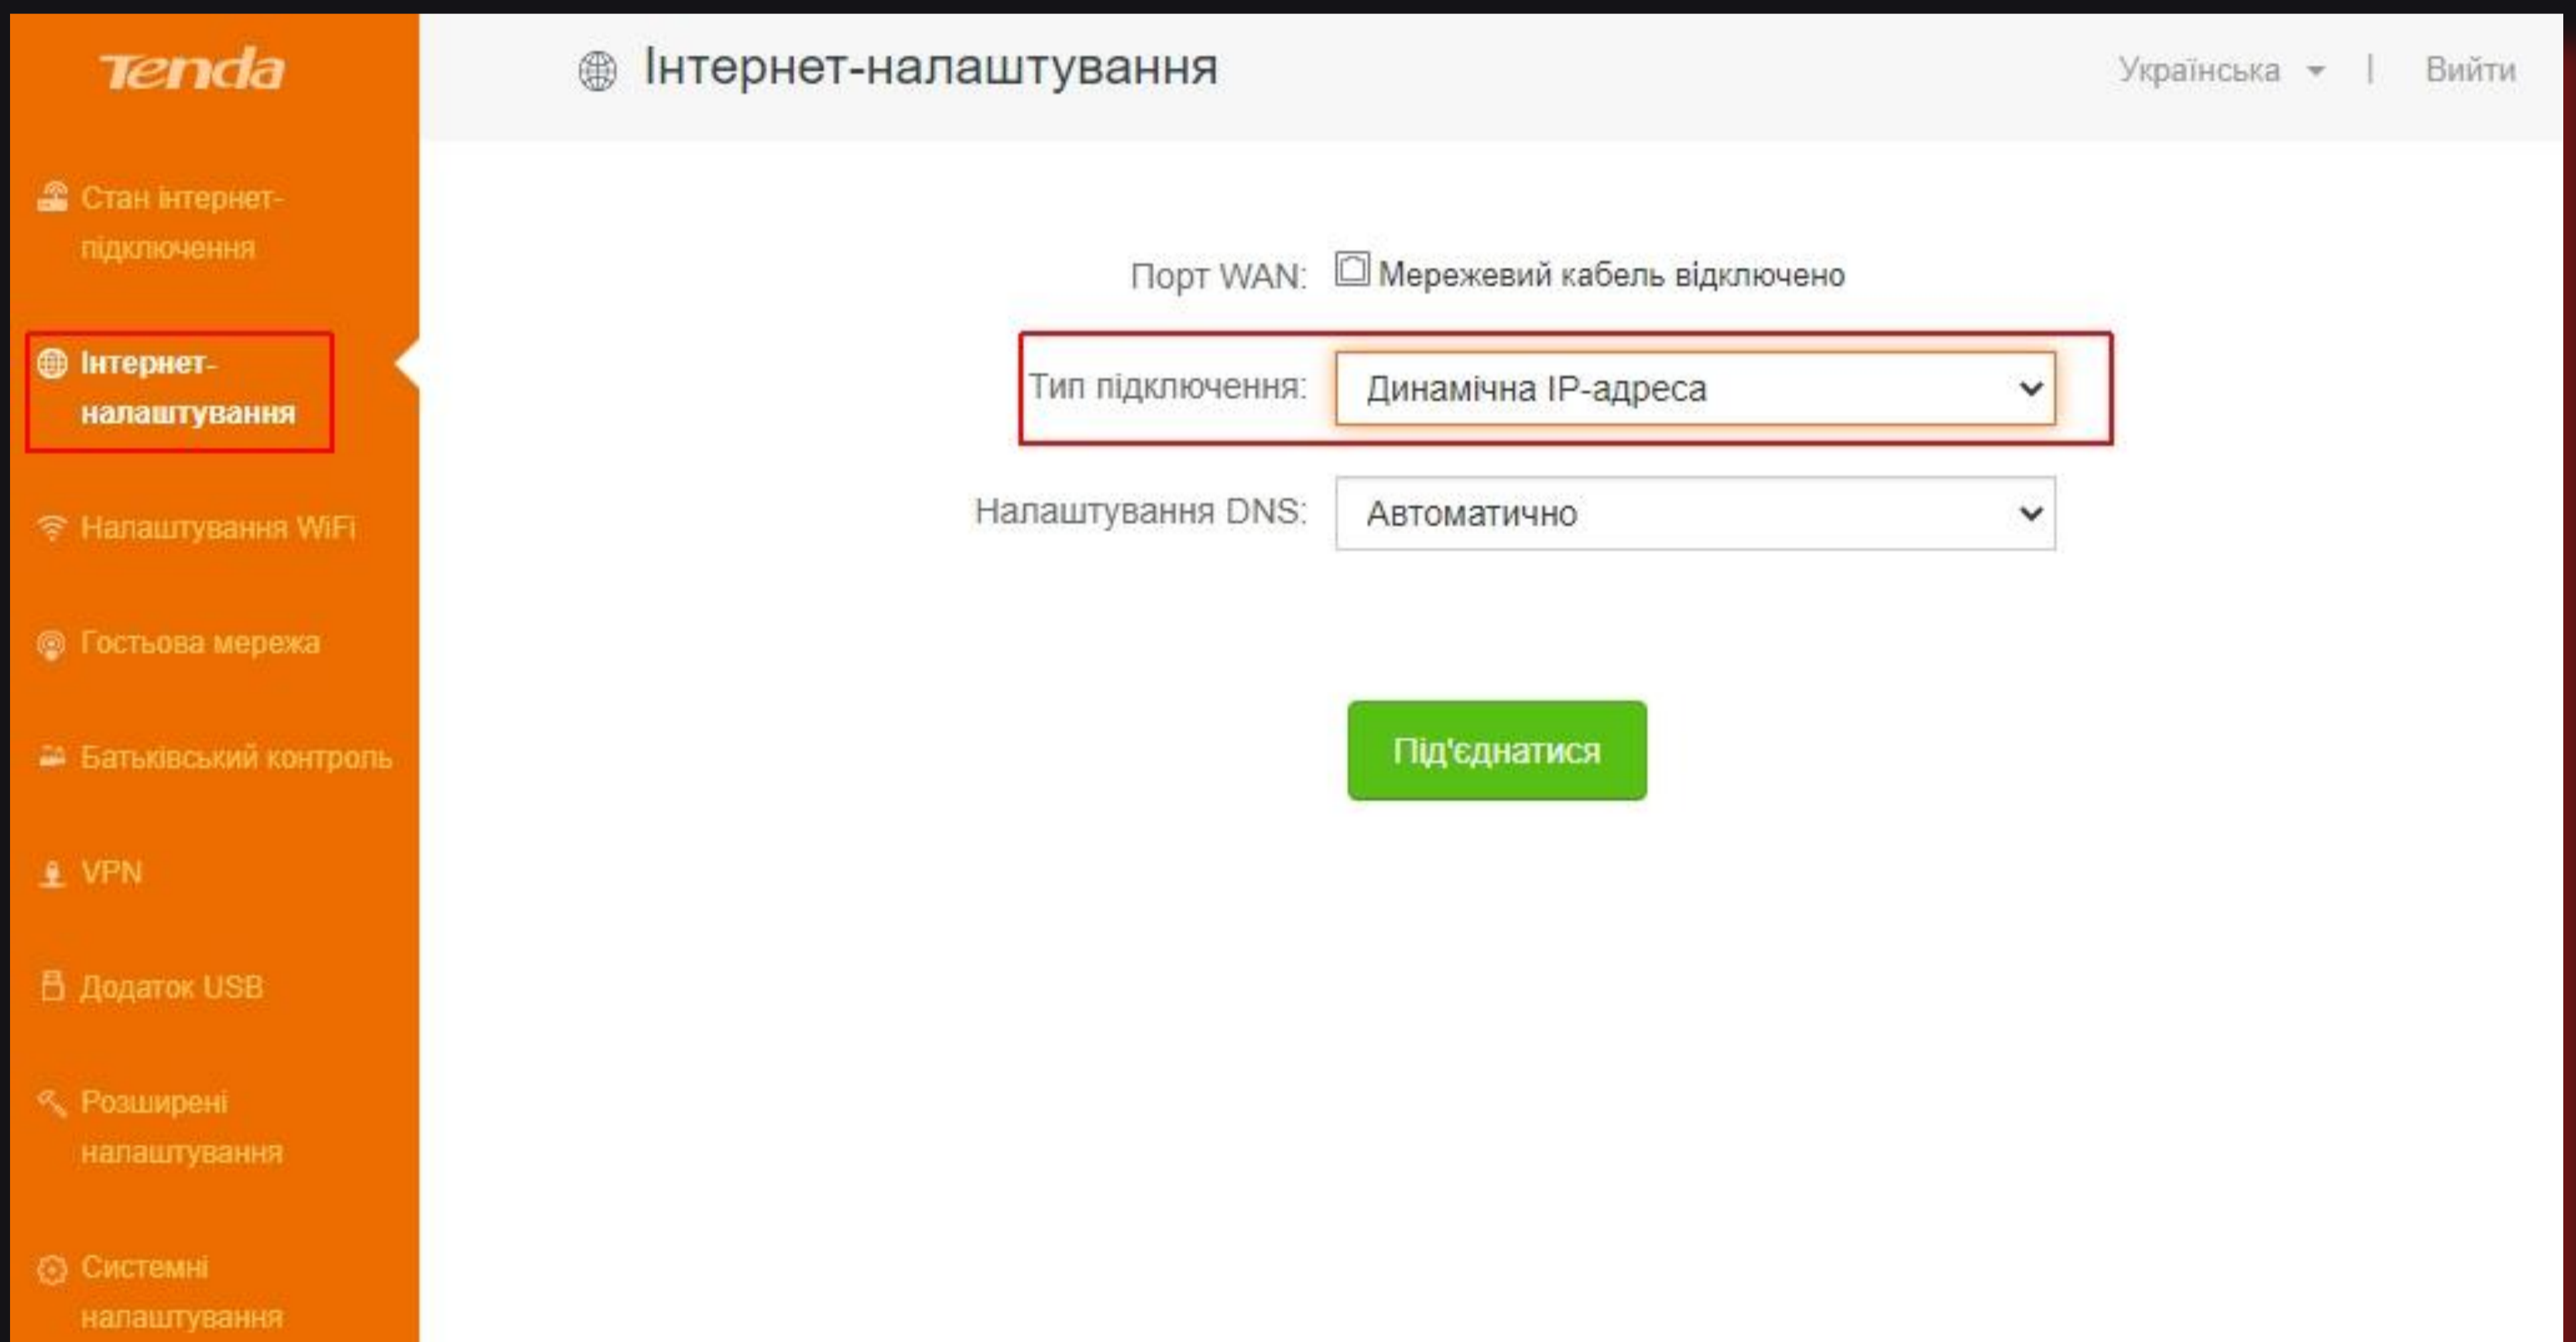 Tenda
Інтернет-налаштування
Українська | Вийти
Стан інтернет-
підключення
Інтернет-
налаштування
Налаштування WiFi
Гостьова мережа
Батьківський контроль
VPN
Додаток USB
Розширені
налаштування
Системні
налаштування
Порт WAN: Мережевий кабель відключено
Тип підключення: Динамічна IP-адреса
Налаштування DNS: Автоматично
Під'єднатися